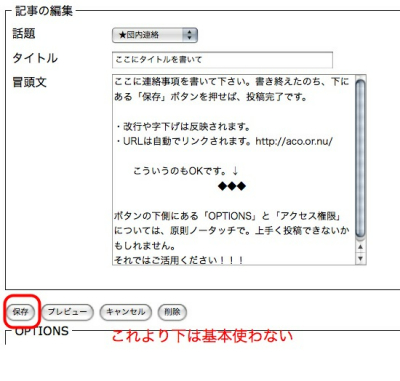 記事の編集
話題 ★団内連絡
タイトル ここにタイトルを書いて
冒頭文 ここに連絡事項を書いて下さい。書き終えたのち、下に
ある「保存」ボタンを押せば、投稿完了です。
・改行や字下げは反映されます。
・URLは自動でリンクされます。http://aco.or.nu/
こういうのもOKです。↓
◆◆◆
ボタンの下側にある「OPTIONS」と「アクセス権限」
については、原則ノータッチで。上手く投稿できないか
もしれません。
それではご活用ください！！！
保存 プレビュー キャンセル 削除
OPTIONS これより下は基本使わない